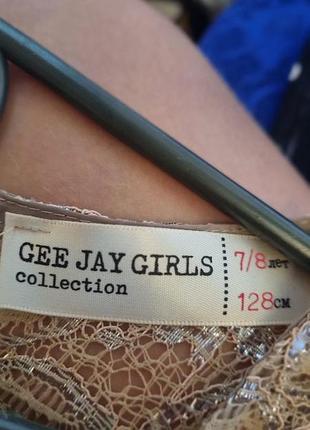 GEE JAY GIRLS
collection
7/8 лет
128 см